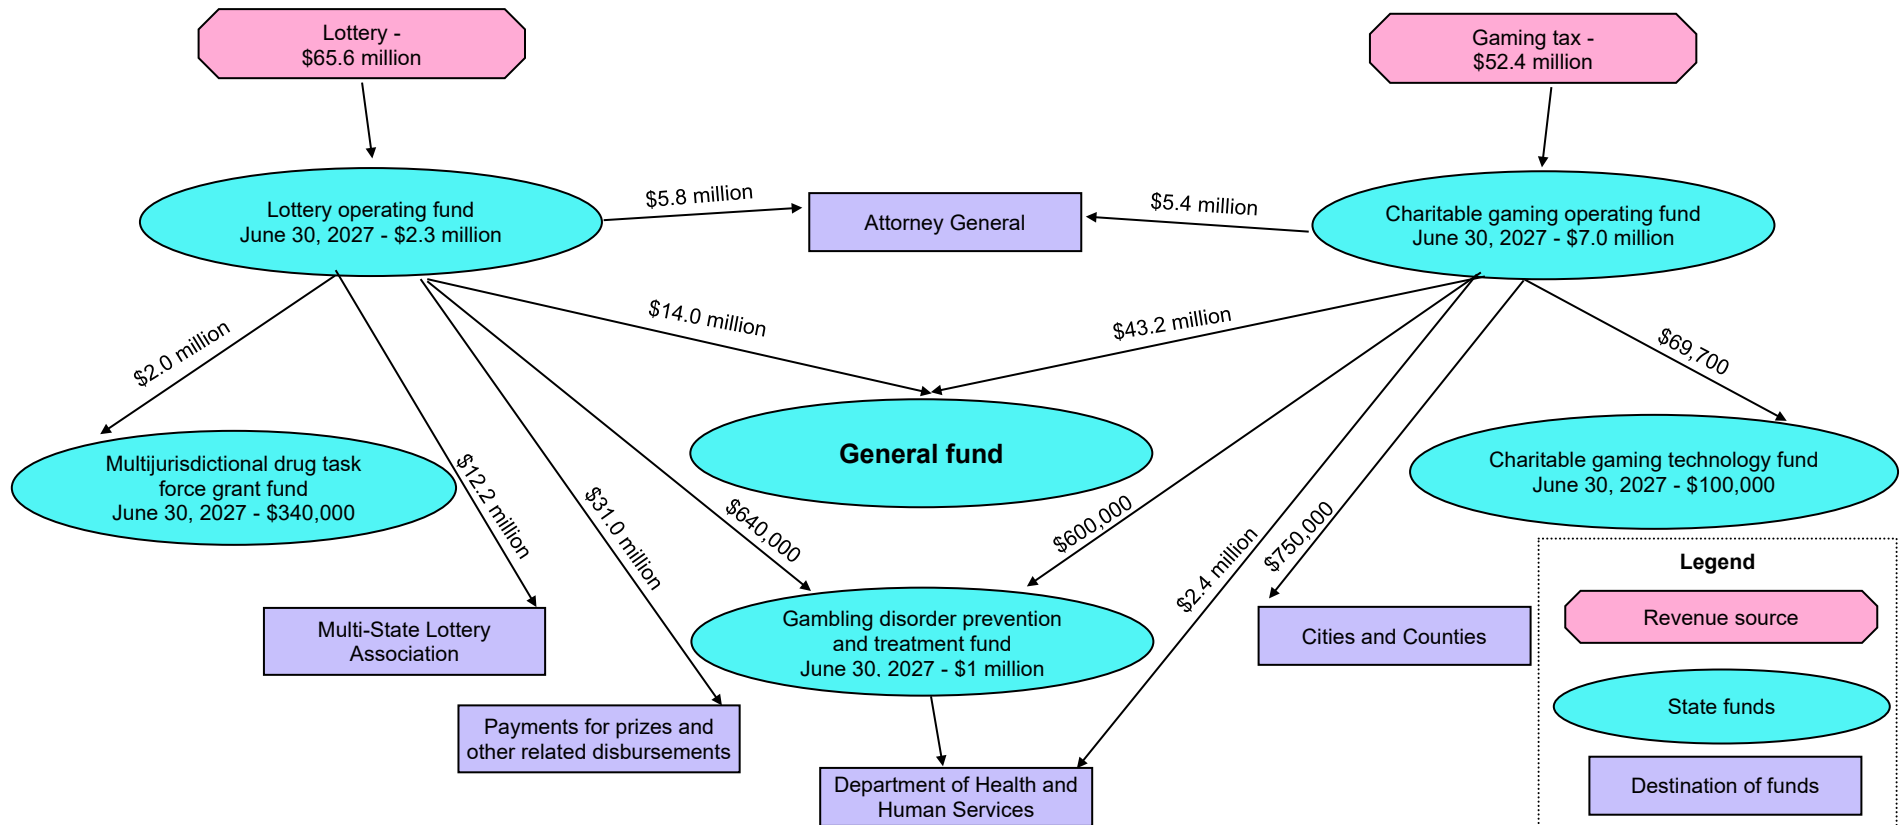 Lottery -
$65.6 million
Gaming tax -
$52.4 million
$5.8 million
Attorney General
$5.4 million
Lottery operating fund
June 30, 2027 - $2.3 million
Charitable gaming operating fund
June 30, 2027 - $7.0 million
$2.0 million
$14.0 million
$43.2 million
$69,700
General fund
Multijurisdictional drug task
force grant fund
June 30, 2027 - $340,000
$12.2 million
$31.0 million
$640,000
$600,000
$2.4 million
$750,000
Charitable gaming technology fund
June 30, 2027 - $100,000
Multi-State Lottery
Association
Gambling disorder prevention
and treatment fund
June 30, 2027 - $1 million
Cities and Counties
Payments for prizes and
other related disbursements
Department of Health and
Human Services
Legend
Revenue source
State funds
Destination of funds